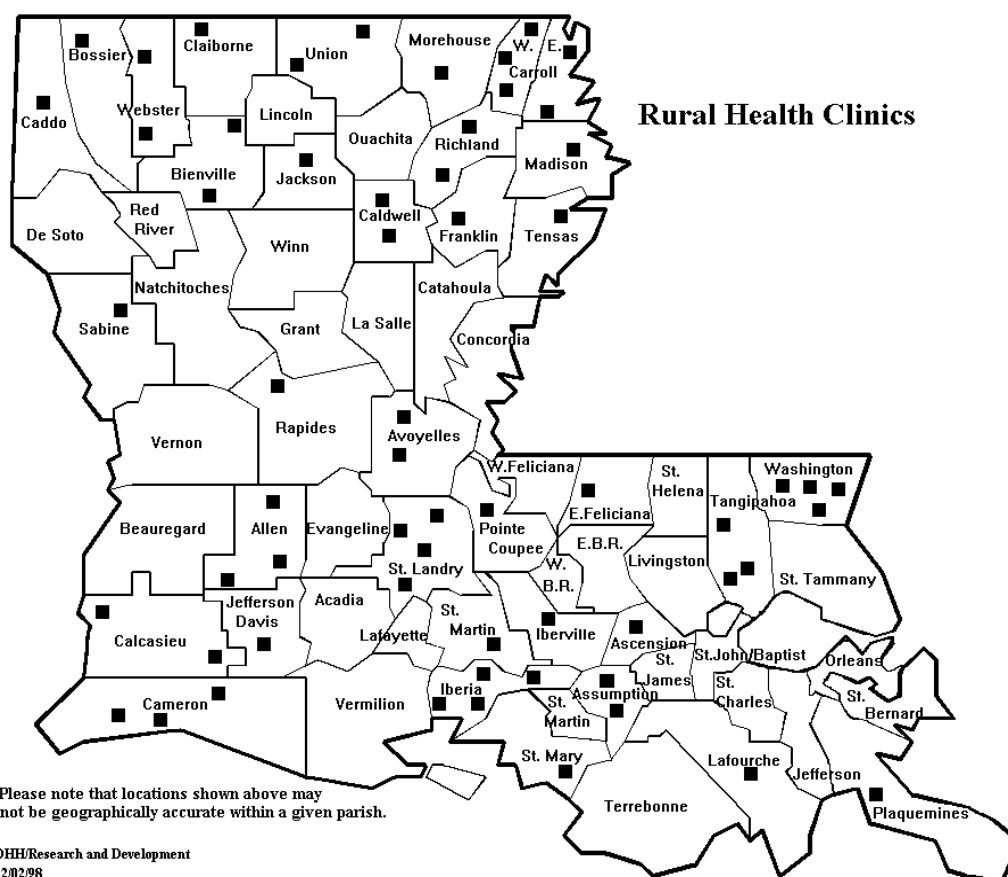 Rural Health Clinics
Claiborne
Union
Morehouse
W.
E.
Carroll
Bossier
Webster
Lincoln
Caddo
Ouachita
Richland
Madison
Bienville
Jackson
Caldwell
Red
River
De Soto
Winn
Franklin
Tensas
Natchitoches
Catahoula
Sabine
Grant
La Salle
Concordia
Vernon
Rapides
Avoyelles
W.Feliciana
St.
Helena
Washington
Tangipahoa
E.Feliciana
Beauregard
Allen
Evangeline
Pointe
Coupee
E.B.R.
W.
B.R.
Livingston
St. Landry
St. Tammany
Jefferson
Davis
Acadia
Lafayette
St.
Martin
Iberville
Ascension
Calcasieu
St.
James
St.John/Baptist
Orleans
Cameron
Vermilion
Iberia
Assumption
St.
Martin
St.
Charles
St.
Bernard
St. Mary
Lafourche
Jefferson
Terrebonne
Plaquemines
Please note that locations shown above may
not be geographically accurate within a given parish.
DHH/Research and Development
2/02/98